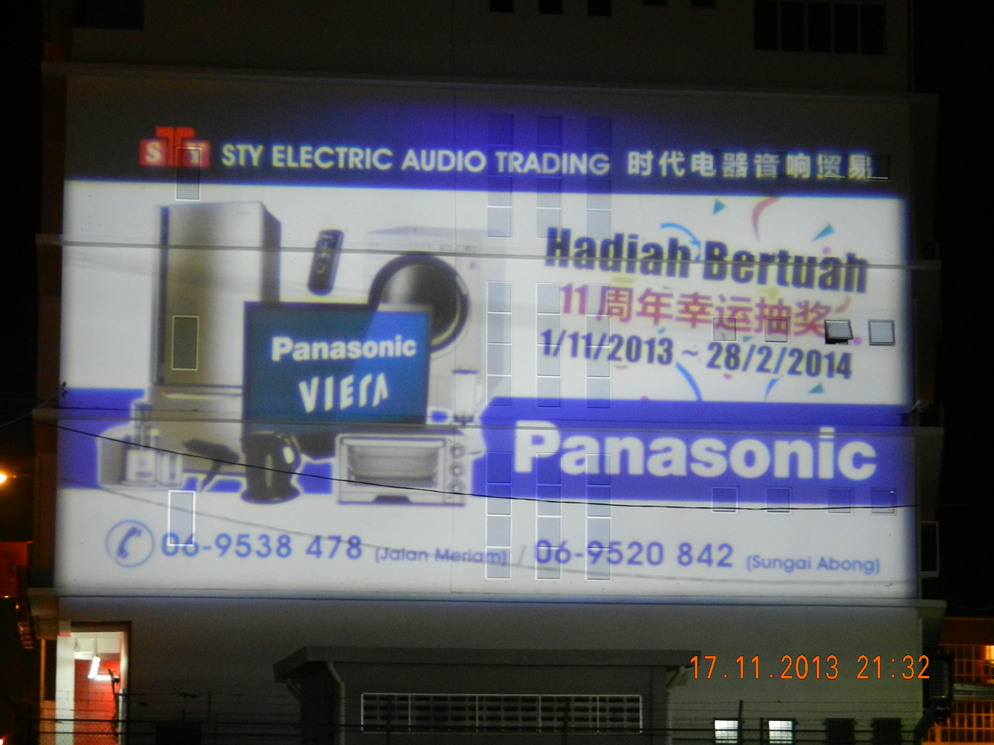 STY STY ELECTRIC AUDIO TRADING 时代电器音响贸易
Hadiah Bertuah
11周年幸运抽奖
1/11/2013 ~ 28/2/2014
Panasonic
VIERA
Panasonic
06-9538 478 (Jalan Meriam) / 06-9520 842 (Sungai Abong)
17.11.2013 21:32